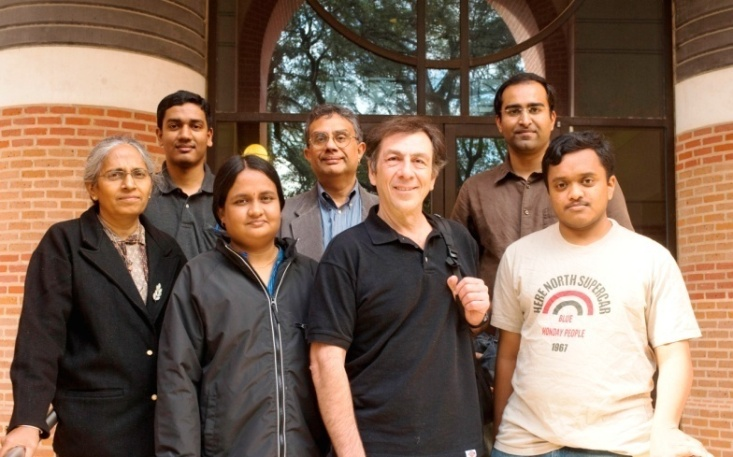 HERE NORTH SUPERCAR
BLUE
MONDAY PEOPLE
1967